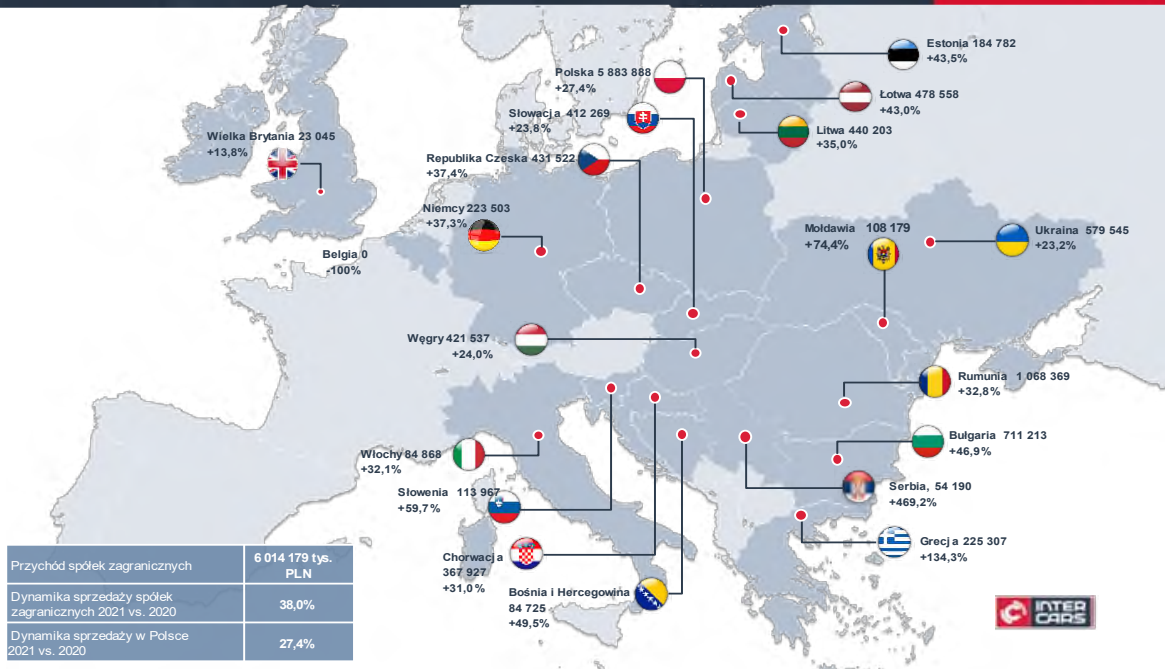 Estonia 184 782
+43,5%
Polska 5 883 888
+27,4%
Łotwa 478 558
+43,0%
Słowacja 412 269
+23,8%
Litwa 440 203
+35,0%
Wielka Brytania 23 045
+13,8%
Republika Czeska 431 522
+37,4%
Niemcy 223 503
+37,3%
Mołdawia 108 179
+74,4%
Ukraina 579 545
+23,2%
Belgia 0
-100%
Węgry 421 537
+24,0%
Rumunia 1 068 369
+32,8%
Bułgaria 711 213
+46,9%
Włochy 84 868
+32,1%
Serbia, 54 190
+469,2%
Słowenia 113 967
+59,7%
Grecja 225 307
+134,3%
Chorwacja
367 927
+31,0%
Bośnia i Hercegowina
84 725
+49,5%
Przychód spółek zagranicznych
6 014 179 tys.
PLN
Dynamika sprzedaży spółek
zagranicznych 2021 vs. 2020
38,0%
Dynamika sprzedaży w Polsce
2021 vs. 2020
27,4%
INTER
CARS